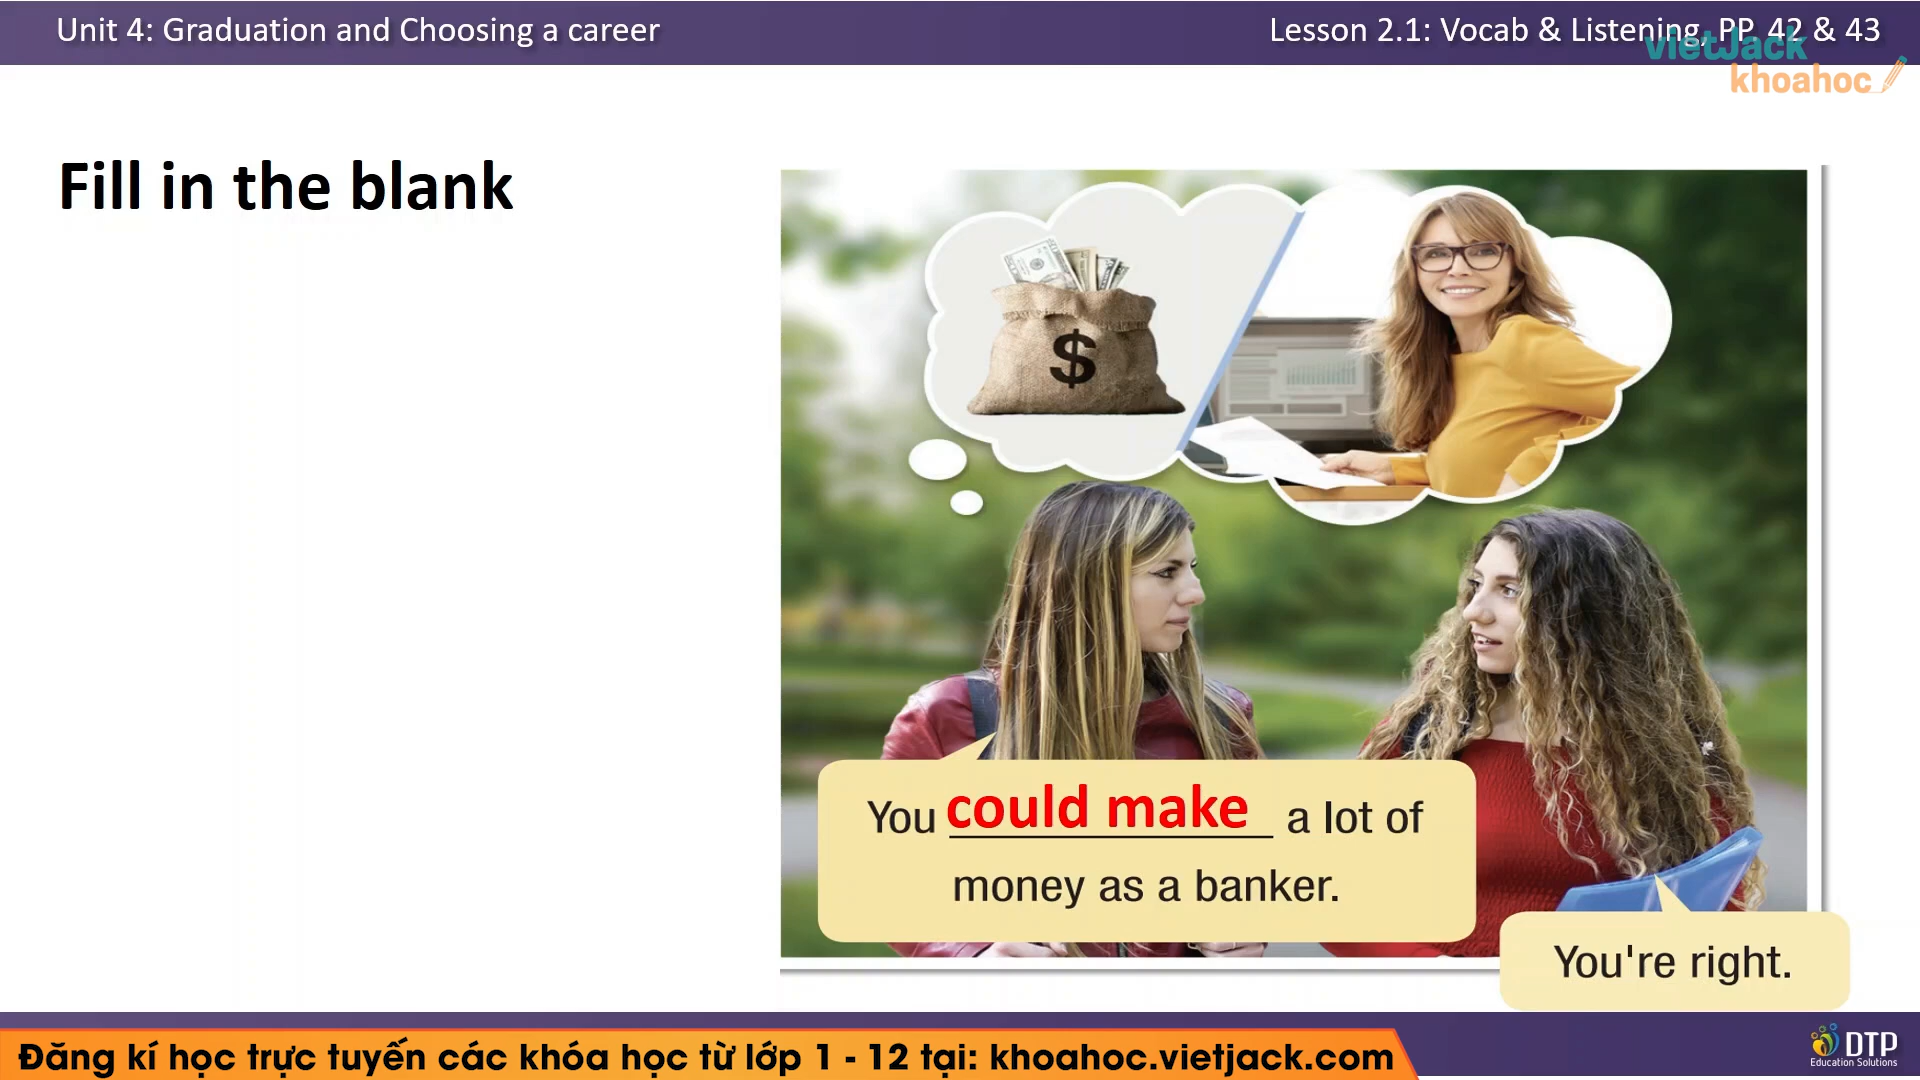 Unit 4: Graduation and Choosing a career
Lesson 2.1: Vocab & Listening, PP. 42 & 43
vietJack
khoahoc
Fill in the blank
$
You could make a lot of
money as a banker.
You're right.
Đăng kí học trực tuyến các khóa học từ lớp 1 - 12 tại: khoahoc.vietjack.com
DTP
Education Solutions